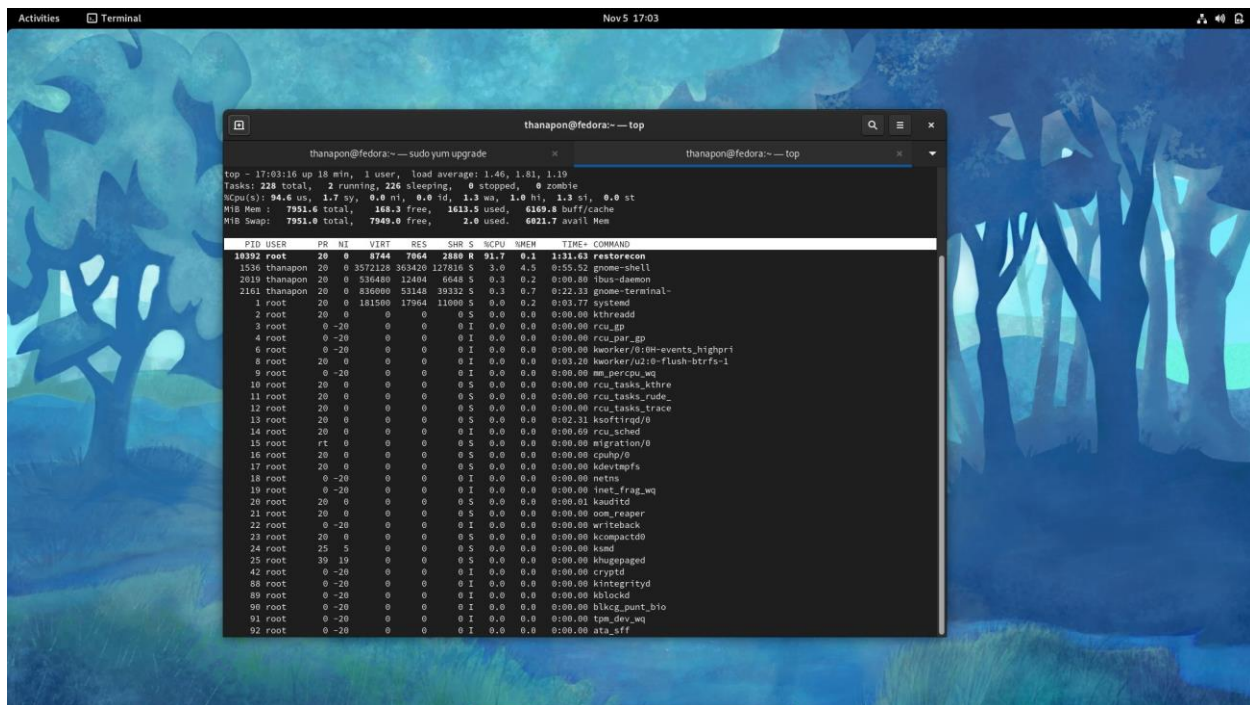 Activities Terminal Nov 5 17:03
thanapon@fedora:~ — top
thanapon@fedora:~ — sudo yum upgrade × thanapon@fedora:~ — top ×
top - 17:03:16 up 18 min, 1 user, load average: 1.46, 1.81, 1.19
Tasks: 228 total, 2 running, 226 sleeping, 0 stopped, 0 zombie
%Cpu(s): 94.6 us, 1.7 sy, 0.0 ni, 0.0 id, 1.3 wa, 1.0 hi, 1.3 si, 0.0 st
MiB Mem : 7951.6 total, 168.3 free, 1613.5 used, 6169.8 buff/cache
MiB Swap: 7951.0 total, 7949.0 free, 2.0 used. 6021.7 avail Mem
PID USER PR NI VIRT RES SHR S %CPU %MEM TIME+ COMMAND
10392 root 20 0 8744 7064 2880 R 91.7 0.1 1:31.63 restorecon
1536 thanapon 20 0 3572128 363420 127816 S 3.0 4.5 0:55.52 gnome-shell
2019 thanapon 20 0 536480 12404 6648 S 0.3 0.2 0:00.80 ibus-daemon
2161 thanapon 20 0 836000 53148 39332 S 0.3 0.7 0:22.33 gnome-terminal-
1 root 20 0 181500 17964 11000 S 0.0 0.2 0:03.77 systemd
2 root 20 0 0 0 0 S 0.0 0.0 0:00.00 kthreadd
3 root 0 -20 0 0 0 I 0.0 0.0 0:00.00 rcu_gp
4 root 0 -20 0 0 0 I 0.0 0.0 0:00.00 rcu_par_gp
6 root 0 -20 0 0 0 I 0.0 0.0 0:00.00 kworker/0:0H-events_highpri
8 root 20 0 0 0 0 I 0.0 0.0 0:03.20 kworker/u2:0-flush-btrfs-1
9 root 0 -20 0 0 0 I 0.0 0.0 0:00.00 mm_percpu_wq
10 root 20 0 0 0 0 S 0.0 0.0 0:00.00 rcu_tasks_kthre
11 root 20 0 0 0 0 S 0.0 0.0 0:00.00 rcu_tasks_rude_
12 root 20 0 0 0 0 S 0.0 0.0 0:00.00 rcu_tasks_trace
13 root 20 0 0 0 0 S 0.0 0.0 0:02.31 ksoftirqd/0
14 root 20 0 0 0 0 I 0.0 0.0 0:00.69 rcu_sched
15 root rt 0 0 0 0 S 0.0 0.0 0:00.00 migration/0
16 root 20 0 0 0 0 S 0.0 0.0 0:00.00 cpuhp/0
17 root 20 0 0 0 0 S 0.0 0.0 0:00.00 kdevtmpfs
18 root 0 -20 0 0 0 I 0.0 0.0 0:00.00 netns
19 root 0 -20 0 0 0 I 0.0 0.0 0:00.00 inet_frag_wq
20 root 20 0 0 0 0 S 0.0 0.0 0:00.01 kauditd
21 root 20 0 0 0 0 S 0.0 0.0 0:00.00 oom_reaper
22 root 0 -20 0 0 0 I 0.0 0.0 0:00.00 writeback
23 root 20 0 0 0 0 S 0.0 0.0 0:00.00 kcompactd0
24 root 25 5 0 0 0 S 0.0 0.0 0:00.00 ksmd
25 root 39 19 0 0 0 S 0.0 0.0 0:00.00 khugepaged
42 root 0 -20 0 0 0 I 0.0 0.0 0:00.00 cryptd
88 root 0 -20 0 0 0 I 0.0 0.0 0:00.00 kintegrityd
89 root 0 -20 0 0 0 I 0.0 0.0 0:00.00 kblockd
90 root 0 -20 0 0 0 I 0.0 0.0 0:00.00 blkcg_punt_bio
91 root 0 -20 0 0 0 I 0.0 0.0 0:00.00 tpm_dev_wq
92 root 0 -20 0 0 0 I 0.0 0.0 0:00.00 ata_sff